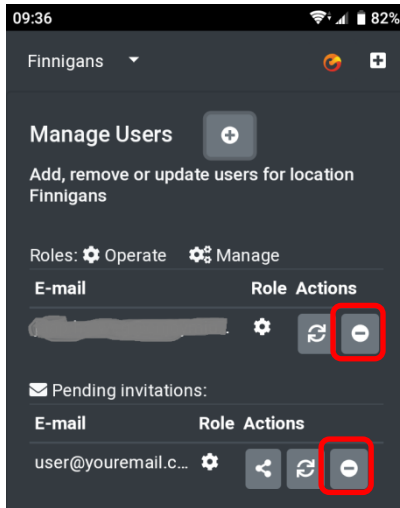 09:36 82%
Finnigans
Manage Users
Add, remove or update users for location
Finnigans
Roles: Operate Manage
E-mail Role Actions
Pending invitations:
E-mail Role Actions
user@youremail.c...